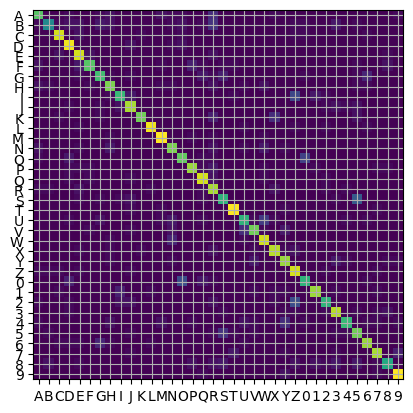 A
B
C
D
E
F
G
H
I
J
K
L
M
N
O
P
Q
R
S
T
U
V
W
X
Y
Z
0
1
2
3
4
5
6
7
8
9
ABCDEFGHIJKLMNOPQRSTUVWXYZ0123456789